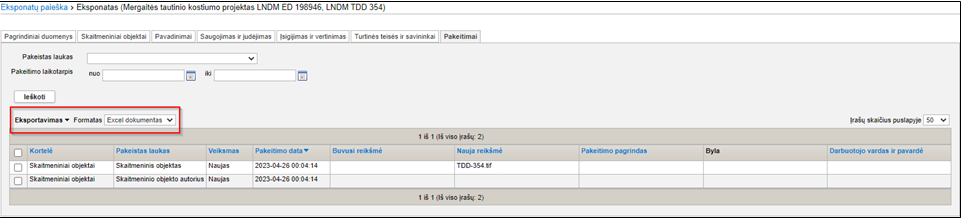 Eksponatų paieška > Eksponatas (Mergaitės tautinio kostiumo projektas LNDM ED 198946, LNDM TDD 354)
Pagrindiniai duomenys Skaitmeniniai objektai Pavadinimai Saugojimas ir judėjimas Įsigijimas ir vertinimas Turtinės teisės ir savininkai Pakeitimai
Pakeistas laukas
Pakeitimo laikotarpis nuo iki
Ieškoti
Eksportavimas Formatas Excel dokumentas Įrašų skaičius puslapyje 50
1 iš 1 (Iš viso įrašų: 2)
Kortelė Pakeistas laukas Veiksmas Pakeitimo data Buvusi reikšmė Nauja reikšmė Pakeitimo pagrindas Byla Darbuotojo vardas ir pavardė
Skaitmeniniai objektai Skaitmeninis objektas Naujas 2023-04-26 00:04:14 TDD-354.tif
Skaitmeniniai objektai Skaitmeninio objekto autorius Naujas 2023-04-26 00:04:14
1 iš 1 (Iš viso įrašų: 2)